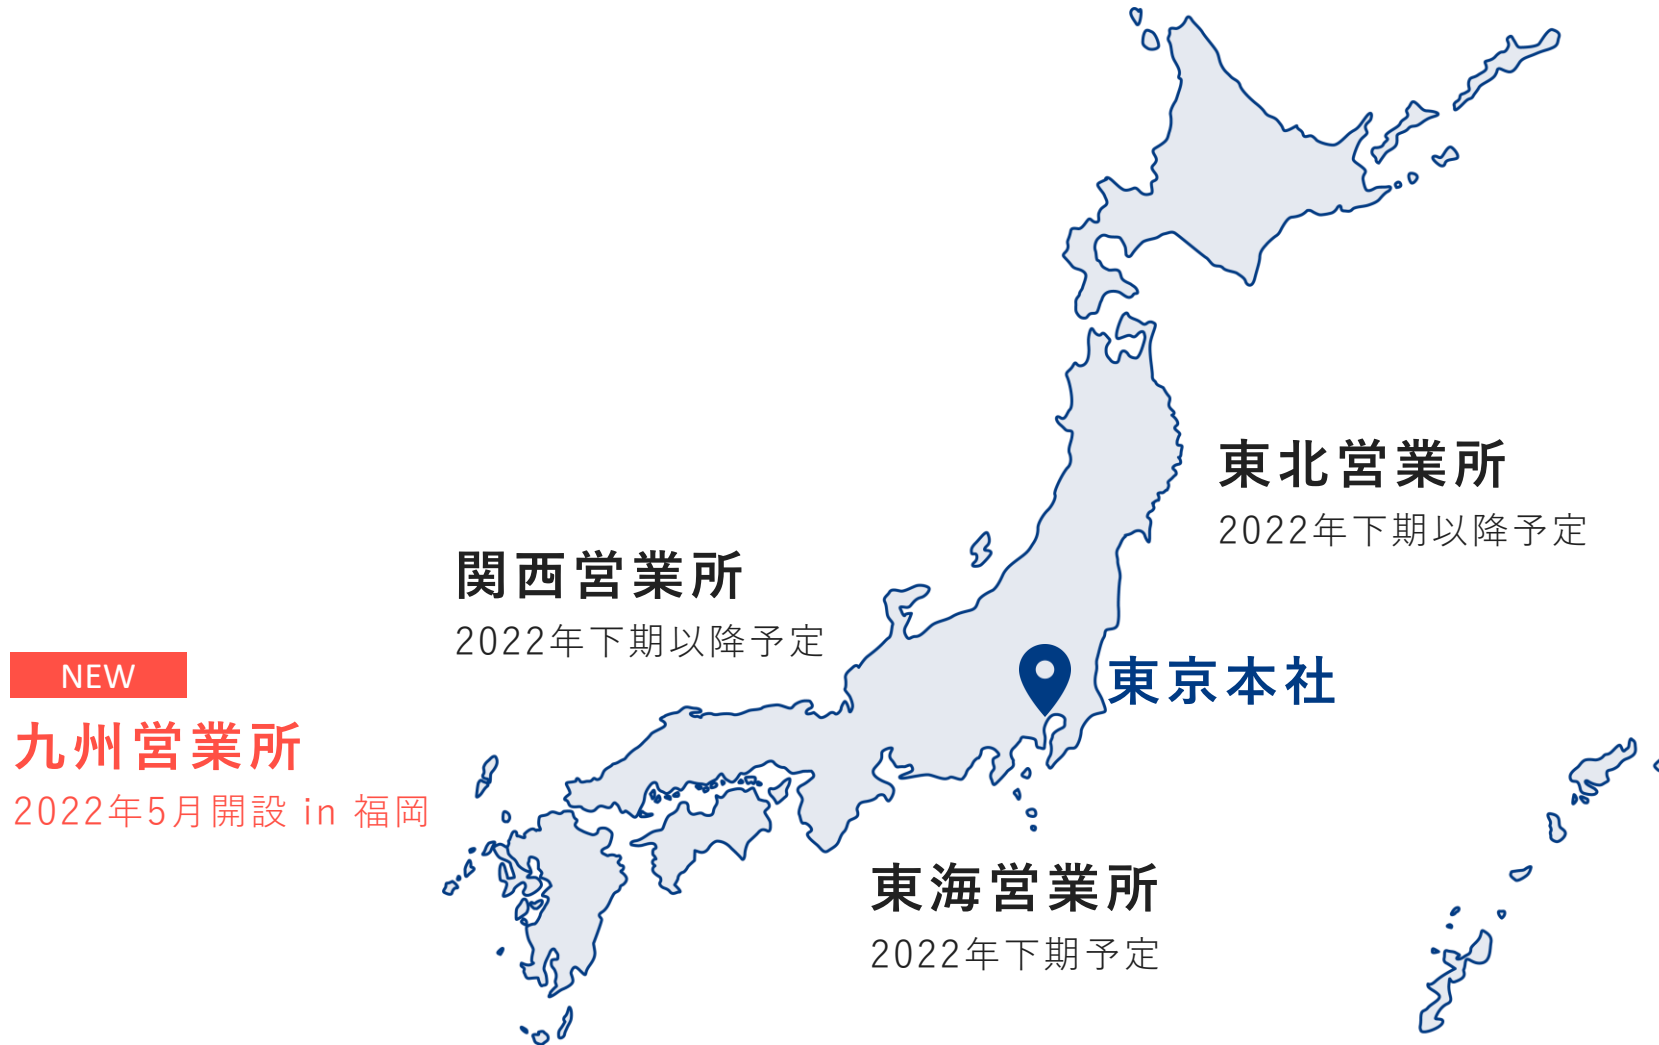 東北営業所
2022年下期以降予定
関西営業所
2022年下期以降予定
東京本社
NEW
九州営業所
2022年5月開設 in 福岡
東海営業所
2022年下期予定